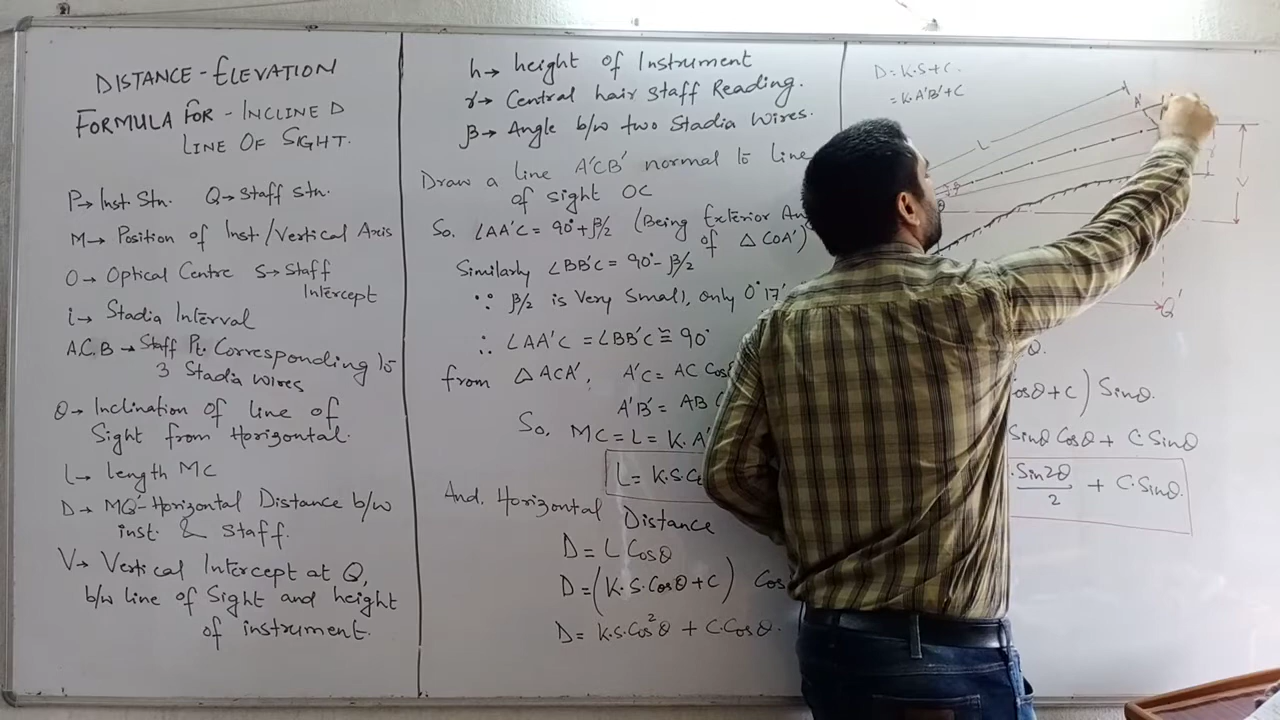 DISTANCE - ELEVATION
FORMULA FOR - INCLINED
LINE OF SIGHT.
P→ Inst Stn. Q→ Staff Stn.
M→ Position of Inst/Vertical Axis
O→ Optical Centre S→ Staff
Intercept
i→ Stadia Interval
A.C.B → Staff Pt. Corresponding to
3 Stadia wires
θ→ Inclination of line of
Sight from Horizontal.
L→ length MC
D→ MQ'-Horizontal Distance b/w
inst. & Staff.
V→ Vertical Intercept at Q,
b/w line of Sight and height
of instrument.
h→ height of Instrument
r→ Central hair staff Reading.
β→ Angle b/w two Stadia Wires.
Draw a line A'CB' normal to line
of sight OC
So. ∠AA'C = 90°+β/2 (Being Exterior
of △COA')
Similarly ∠BB'C = 90°-β/2
∵ β/2 is Very Small, only 0°17'
∴ ∠AA'C = ∠BB'C ≅ 90°
from △ACA', A'C = AC
A'B' = AB
So, MC = L = K.A'
L = K.S.
And. Horizontal Distance
D = L Cosθ
D = (K.S.Cosθ+C)
D = K.S.Cos²θ + C.Cosθ.
D = K.S+C.
= K.A'B'+C
L
A'
V
Q'
+C) Sinθ.
Sinθ Cosθ + C.Sinθ
Sin2θ/2 + C.Sinθ.